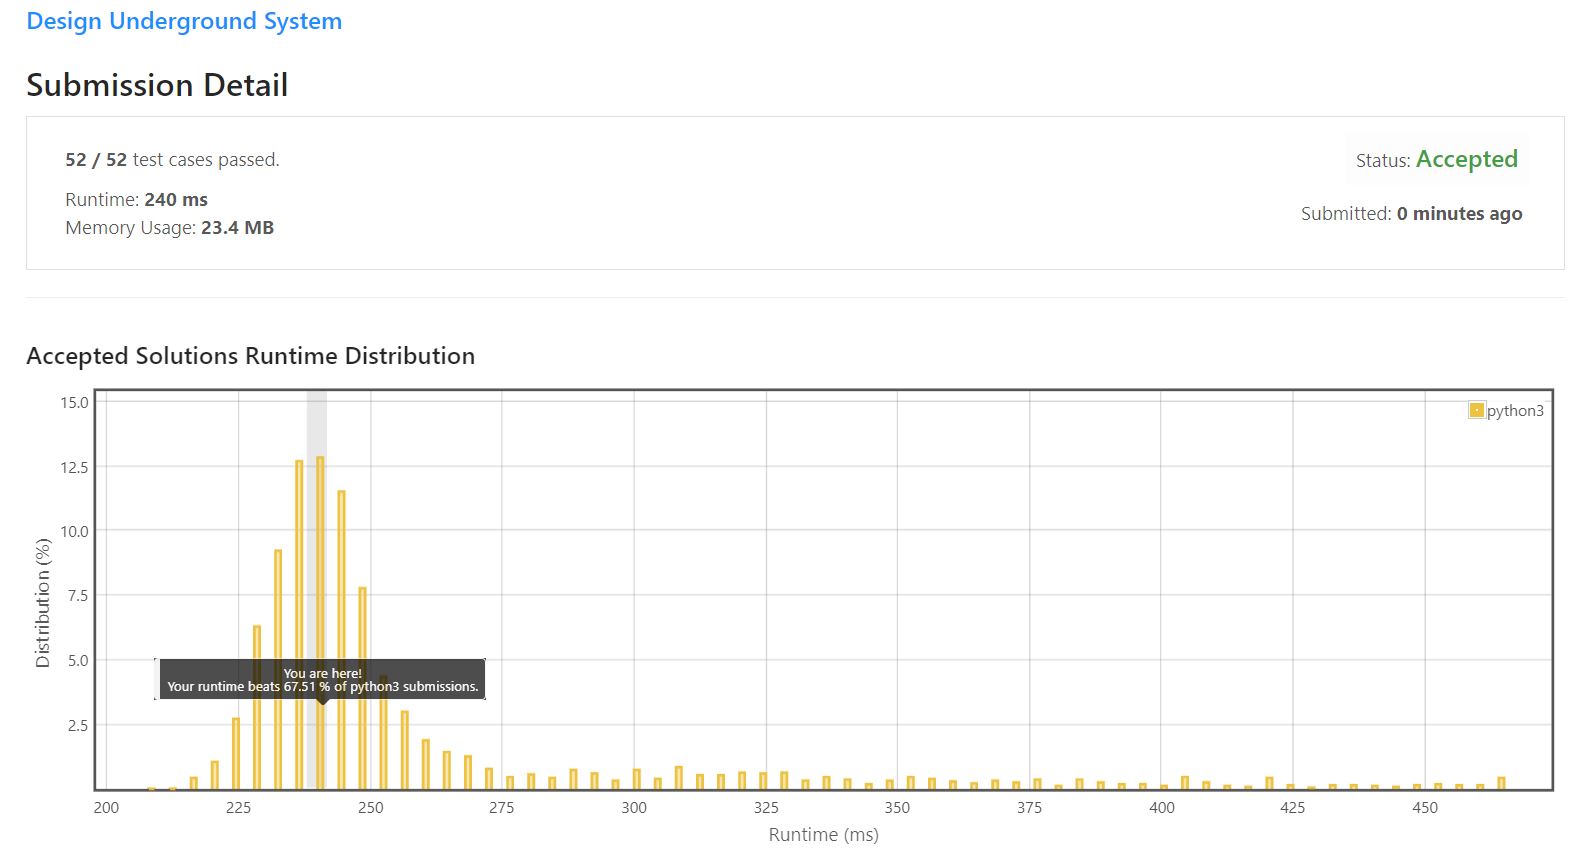 Design Underground System
Submission Detail
52 / 52 test cases passed.
Status: Accepted
Runtime: 240 ms
Submitted: 0 minutes ago
Memory Usage: 23.4 MB
Accepted Solutions Runtime Distribution
15.0
12.5
10.0
7.5
5.0
2.5
Distribution (%)
python3
You are here!
Your runtime beats 67.51 % of python3 submissions.
200 225 250 275 300 325 350 375 400 425 450
Runtime (ms)